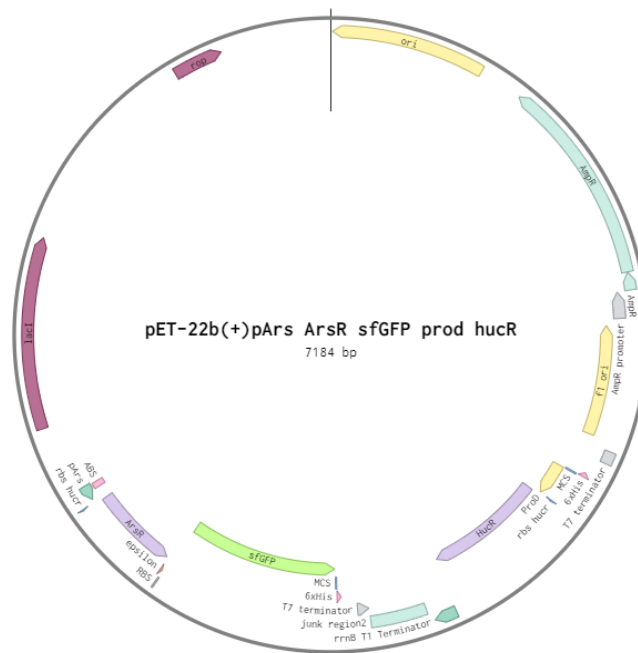 rop
ori
AmpR
AmpR
AmpR promoter
f1 ori
lacI
pET-22b(+)pArs ArsR sfGFP prod hucR
7184 bp
ABS
pArs
rbs hucr
ArsR
epsilon
RBS
sfGFP
MCS
6xHis
T7 terminator
junk region2
rrnB T1 Terminator
HucR
rbs hucr
ProD
MCS
6xHis
T7 terminator